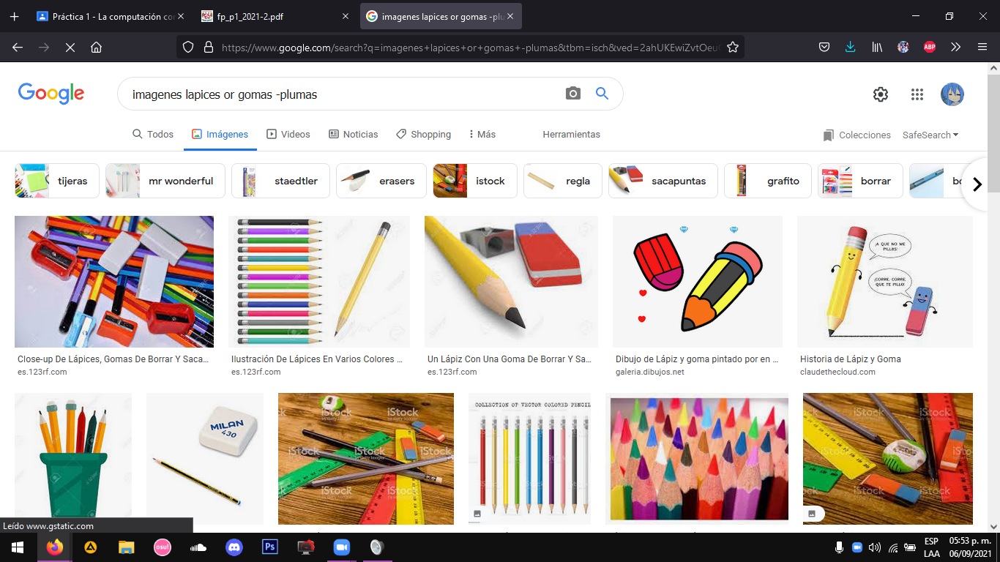 Práctica 1 - La computación co
fp_p1_2021-2.pdf
imagenes lapices or gomas -plu
https://www.google.com/search?q=imagenes+lapices+or+gomas+-plumas&tbm=isch&ved=2ahUKEwiZvtOeu
ABP
Google
imagenes lapices or gomas -plumas
Todos
Imágenes
Videos
Noticias
Shopping
Más
Herramientas
Colecciones
SafeSearch
tijeras
mr wonderful
staedtler
erasers
istock
regla
sacapuntas
grafito
borrar
bo
¡A QUE NO ME
PILLAS!
¡CORRE, CORRE,
QUE TE PILLO!
Close-up De Lápices, Gomas De Borrar Y Saca...
es.123rf.com
Ilustración De Lápices En Varios Colores ...
es.123rf.com
Un Lápiz Con Una Goma De Borrar Y Sa...
es.123rf.com
Dibujo de Lápiz y goma pintado por en ...
galeria.dibujos.net
Historia de Lápiz y Goma
claudethecloud.com
MILAN
430
iStock
iStock
iStock
COLLECTION OF VECTOR COLORED PENCIL
iStock
iStock
iStock
Leído www.gstatic.com
osu!
Ps
ESP
LAA
05:53 p. m.
06/09/2021